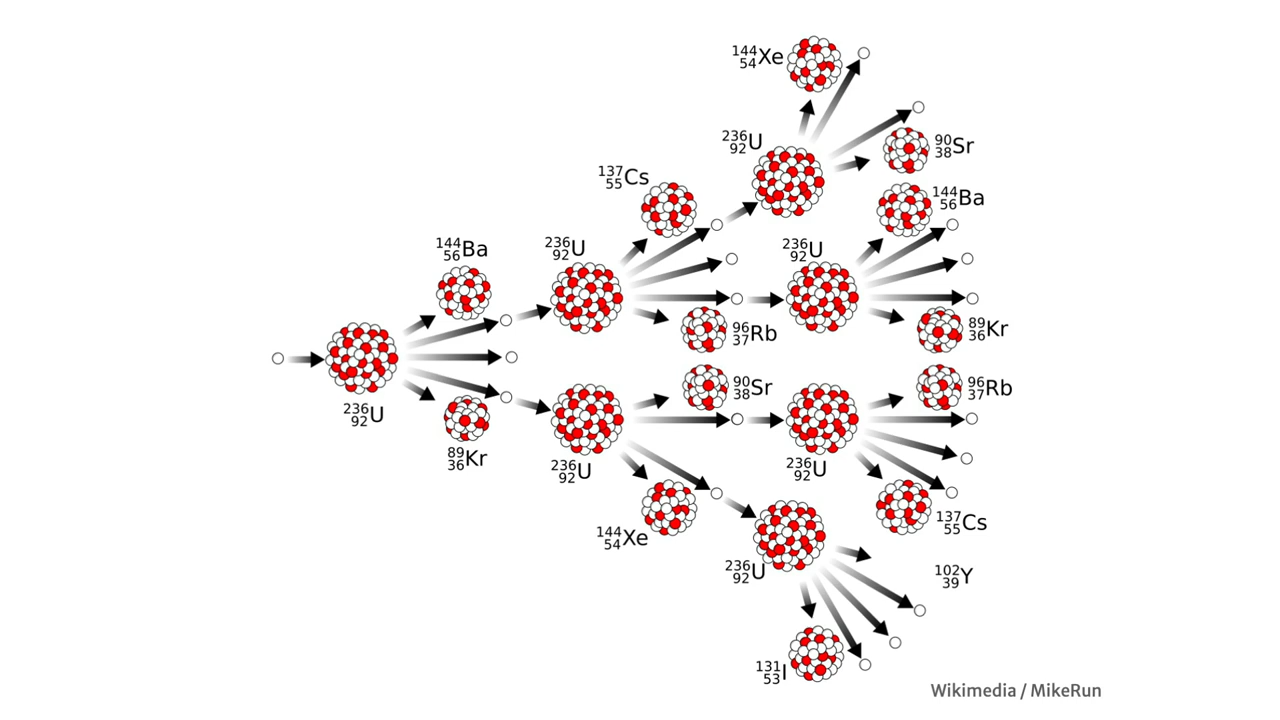 144
54Xe
236
92U
90
38Sr
137
55Cs
144
56Ba
144
56Ba
236
92U
236
92U
96
37Rb
89
36Kr
236
92U
90
38Sr
96
37Rb
89
36Kr
236
92U
236
92U
144
54Xe
137
55Cs
236
92U
102
39Y
131
53I
Wikimedia / MikeRun